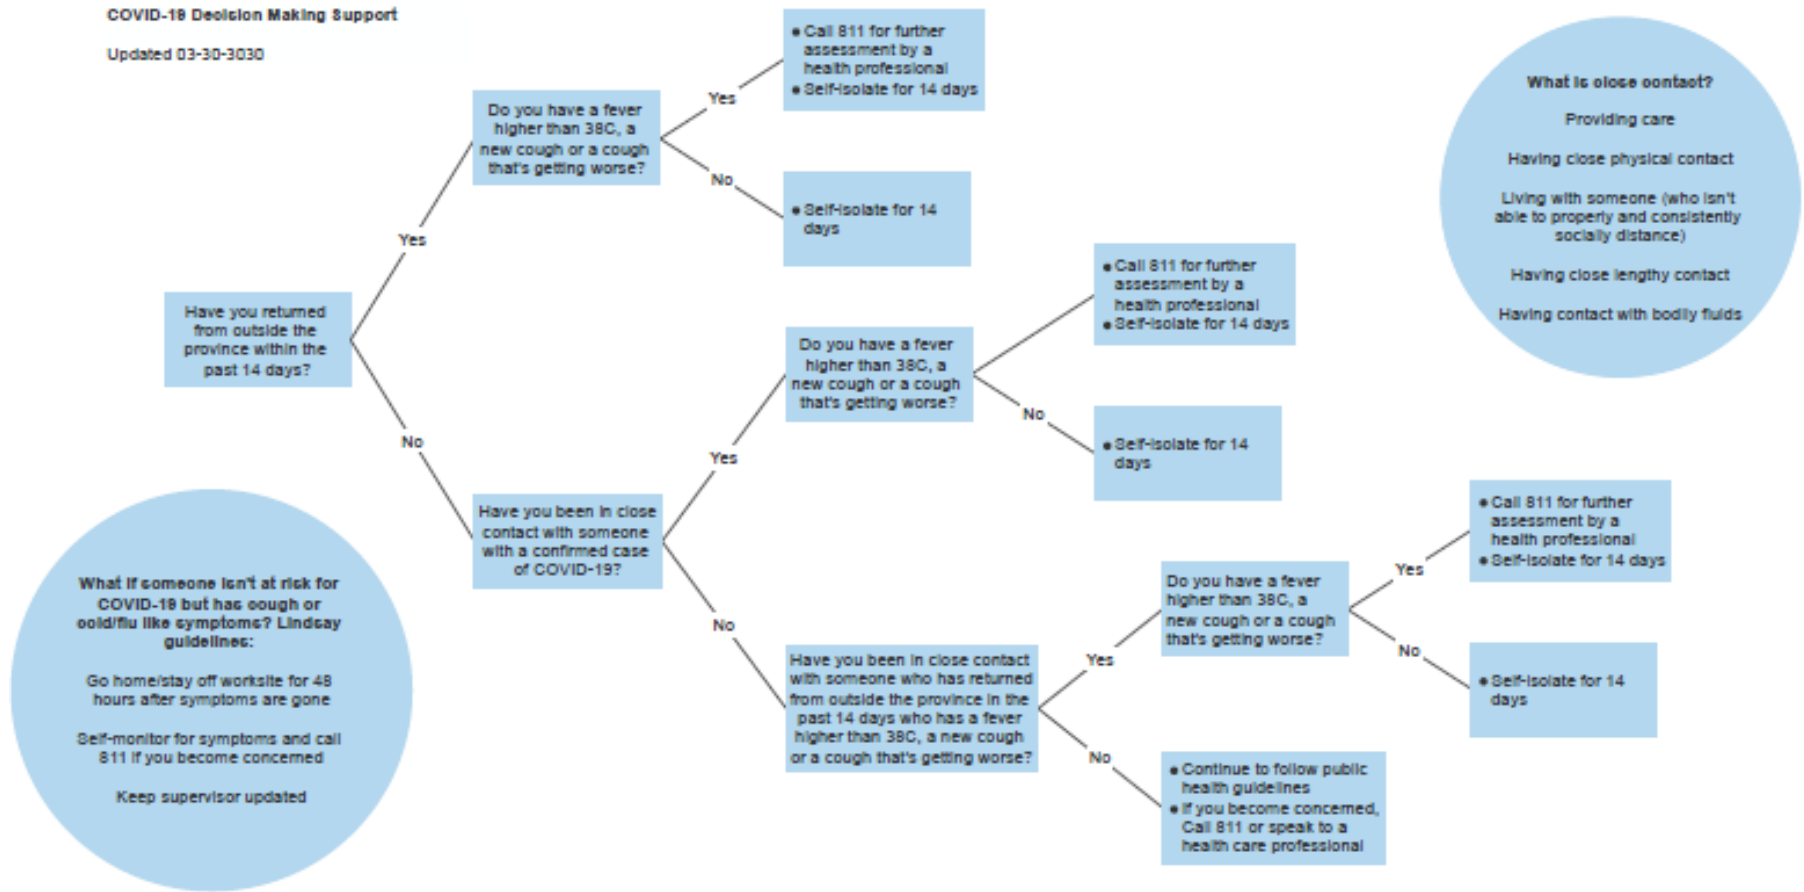 COVID-19 Decision Making Support
Updated 03-30-3030
Have you returned
from outside the
province within the
past 14 days?
Yes
No
Do you have a fever
higher than 38C, a
new cough or a cough
that's getting worse?
Yes
No
● Call 811 for further
assessment by a
health professional
● Self-isolate for 14 days
● Self-isolate for 14
days
Have you been in close
contact with someone
with a confirmed case
of COVID-19?
Yes
No
Do you have a fever
higher than 38C, a
new cough or a cough
that's getting worse?
No
● Call 811 for further
assessment by a
health professional
● Self-isolate for 14 days
● Self-isolate for 14
days
Have you been in close contact
with someone who has returned
from outside the province in the
past 14 days who has a fever
higher than 38C, a new cough
or a cough that's getting worse?
Yes
No
Do you have a fever
higher than 38C, a
new cough or a cough
that's getting worse?
Yes
No
● Call 811 for further
assessment by a
health professional
● Self-isolate for 14 days
● Self-isolate for 14
days
● Continue to follow public
health guidelines
● If you become concerned,
Call 811 or speak to a
health care professional
What is close contact?
Providing care
Having close physical contact
Living with someone (who isn't
able to properly and consistently
socially distance)
Having close lengthy contact
Having contact with bodily fluids
What if someone isn't at risk for
COVID-19 but has cough or
cold/flu like symptoms? Lindsay
guidelines:
Go home/stay off worksite for 48
hours after symptoms are gone
Self-monitor for symptoms and call
811 if you become concerned
Keep supervisor updated